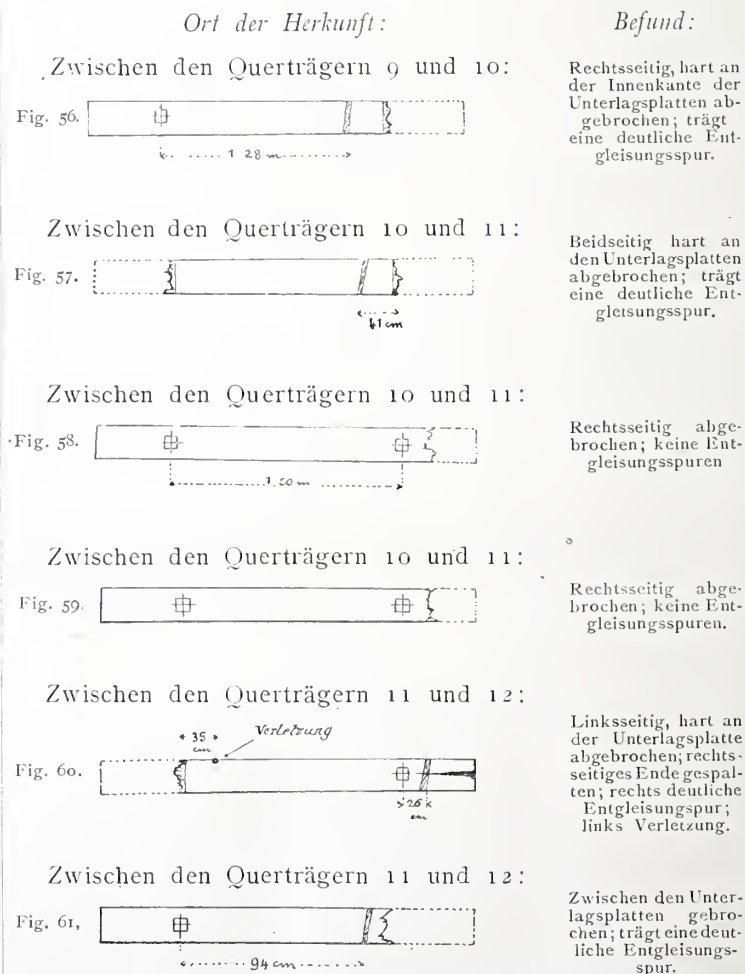 Ort der Herkunft:
Befund:
Zwischen den Querträgern 9 und 10:
Fig. 56.
1 28 m
Rechtsseitig, hart an
der Innenkante der
Unterlagsplatten ab-
gebrochen; trägt
eine deutliche Ent-
gleisungsspur.
Zwischen den Querträgern 10 und 11:
Fig. 57.
41 cm
Beidseitig hart an
den Unterlagsplatten
abgebrochen; trägt
eine deutliche Ent-
gleisungsspur.
Zwischen den Querträgern 10 und 11:
Fig. 58.
m
Rechtsseitig abge-
brochen; keine Ent-
gleisungsspuren
Zwischen den Querträgern 10 und 11:
Fig. 59.
Rechtsseitig abge-
brochen; keine Ent-
gleisungsspuren.
Zwischen den Querträgern 11 und 12:
35
cm
Verletzung
Fig. 60.
26
cm
Linksseitig, hart an
der Unterlagsplatte
abgebrochen; rechts-
seitiges Ende gespal-
ten; rechts deutliche
Entgleisungspur;
links Verletzung.
Zwischen den Querträgern 11 und 12:
Fig. 61,
94 cm
Zwischen den Unter-
lagsplatten gebro-
chen; trägt eine deut-
liche Entgleisungs-
spur.